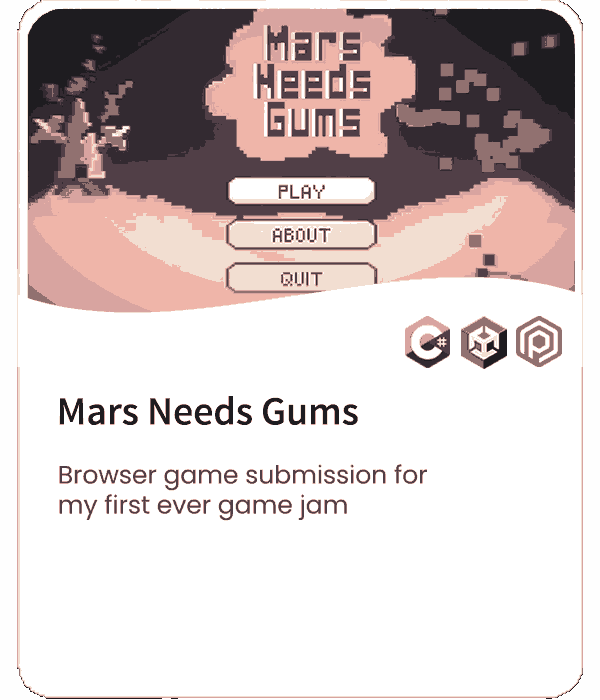 Mars
Needs
Gums
PLAY
ABOUT
QUIT
C#
Mars Needs Gums
Browser game submission for
my first ever game jam